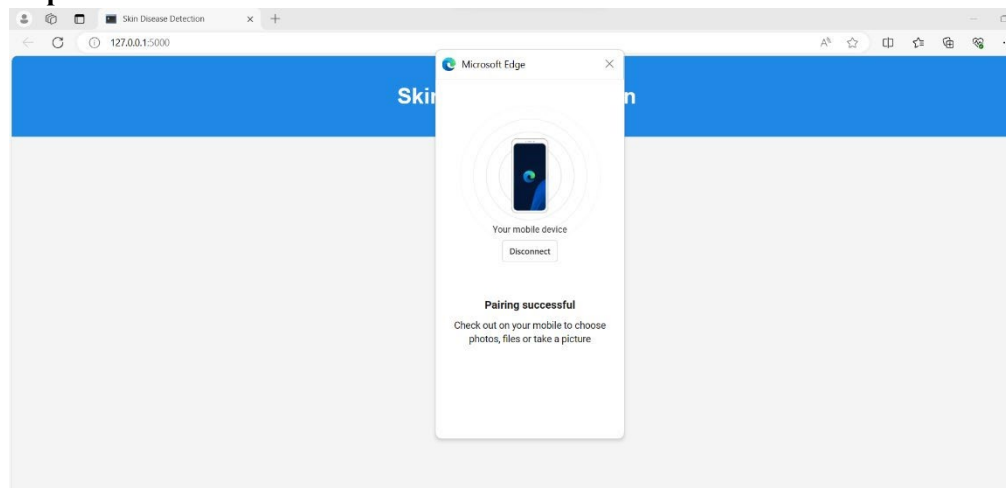 Skin Disease Detection
127.0.0.1:5000
Microsoft Edge
Your mobile device
Disconnect
Pairing successful
Check out on your mobile to choose
photos, files or take a picture